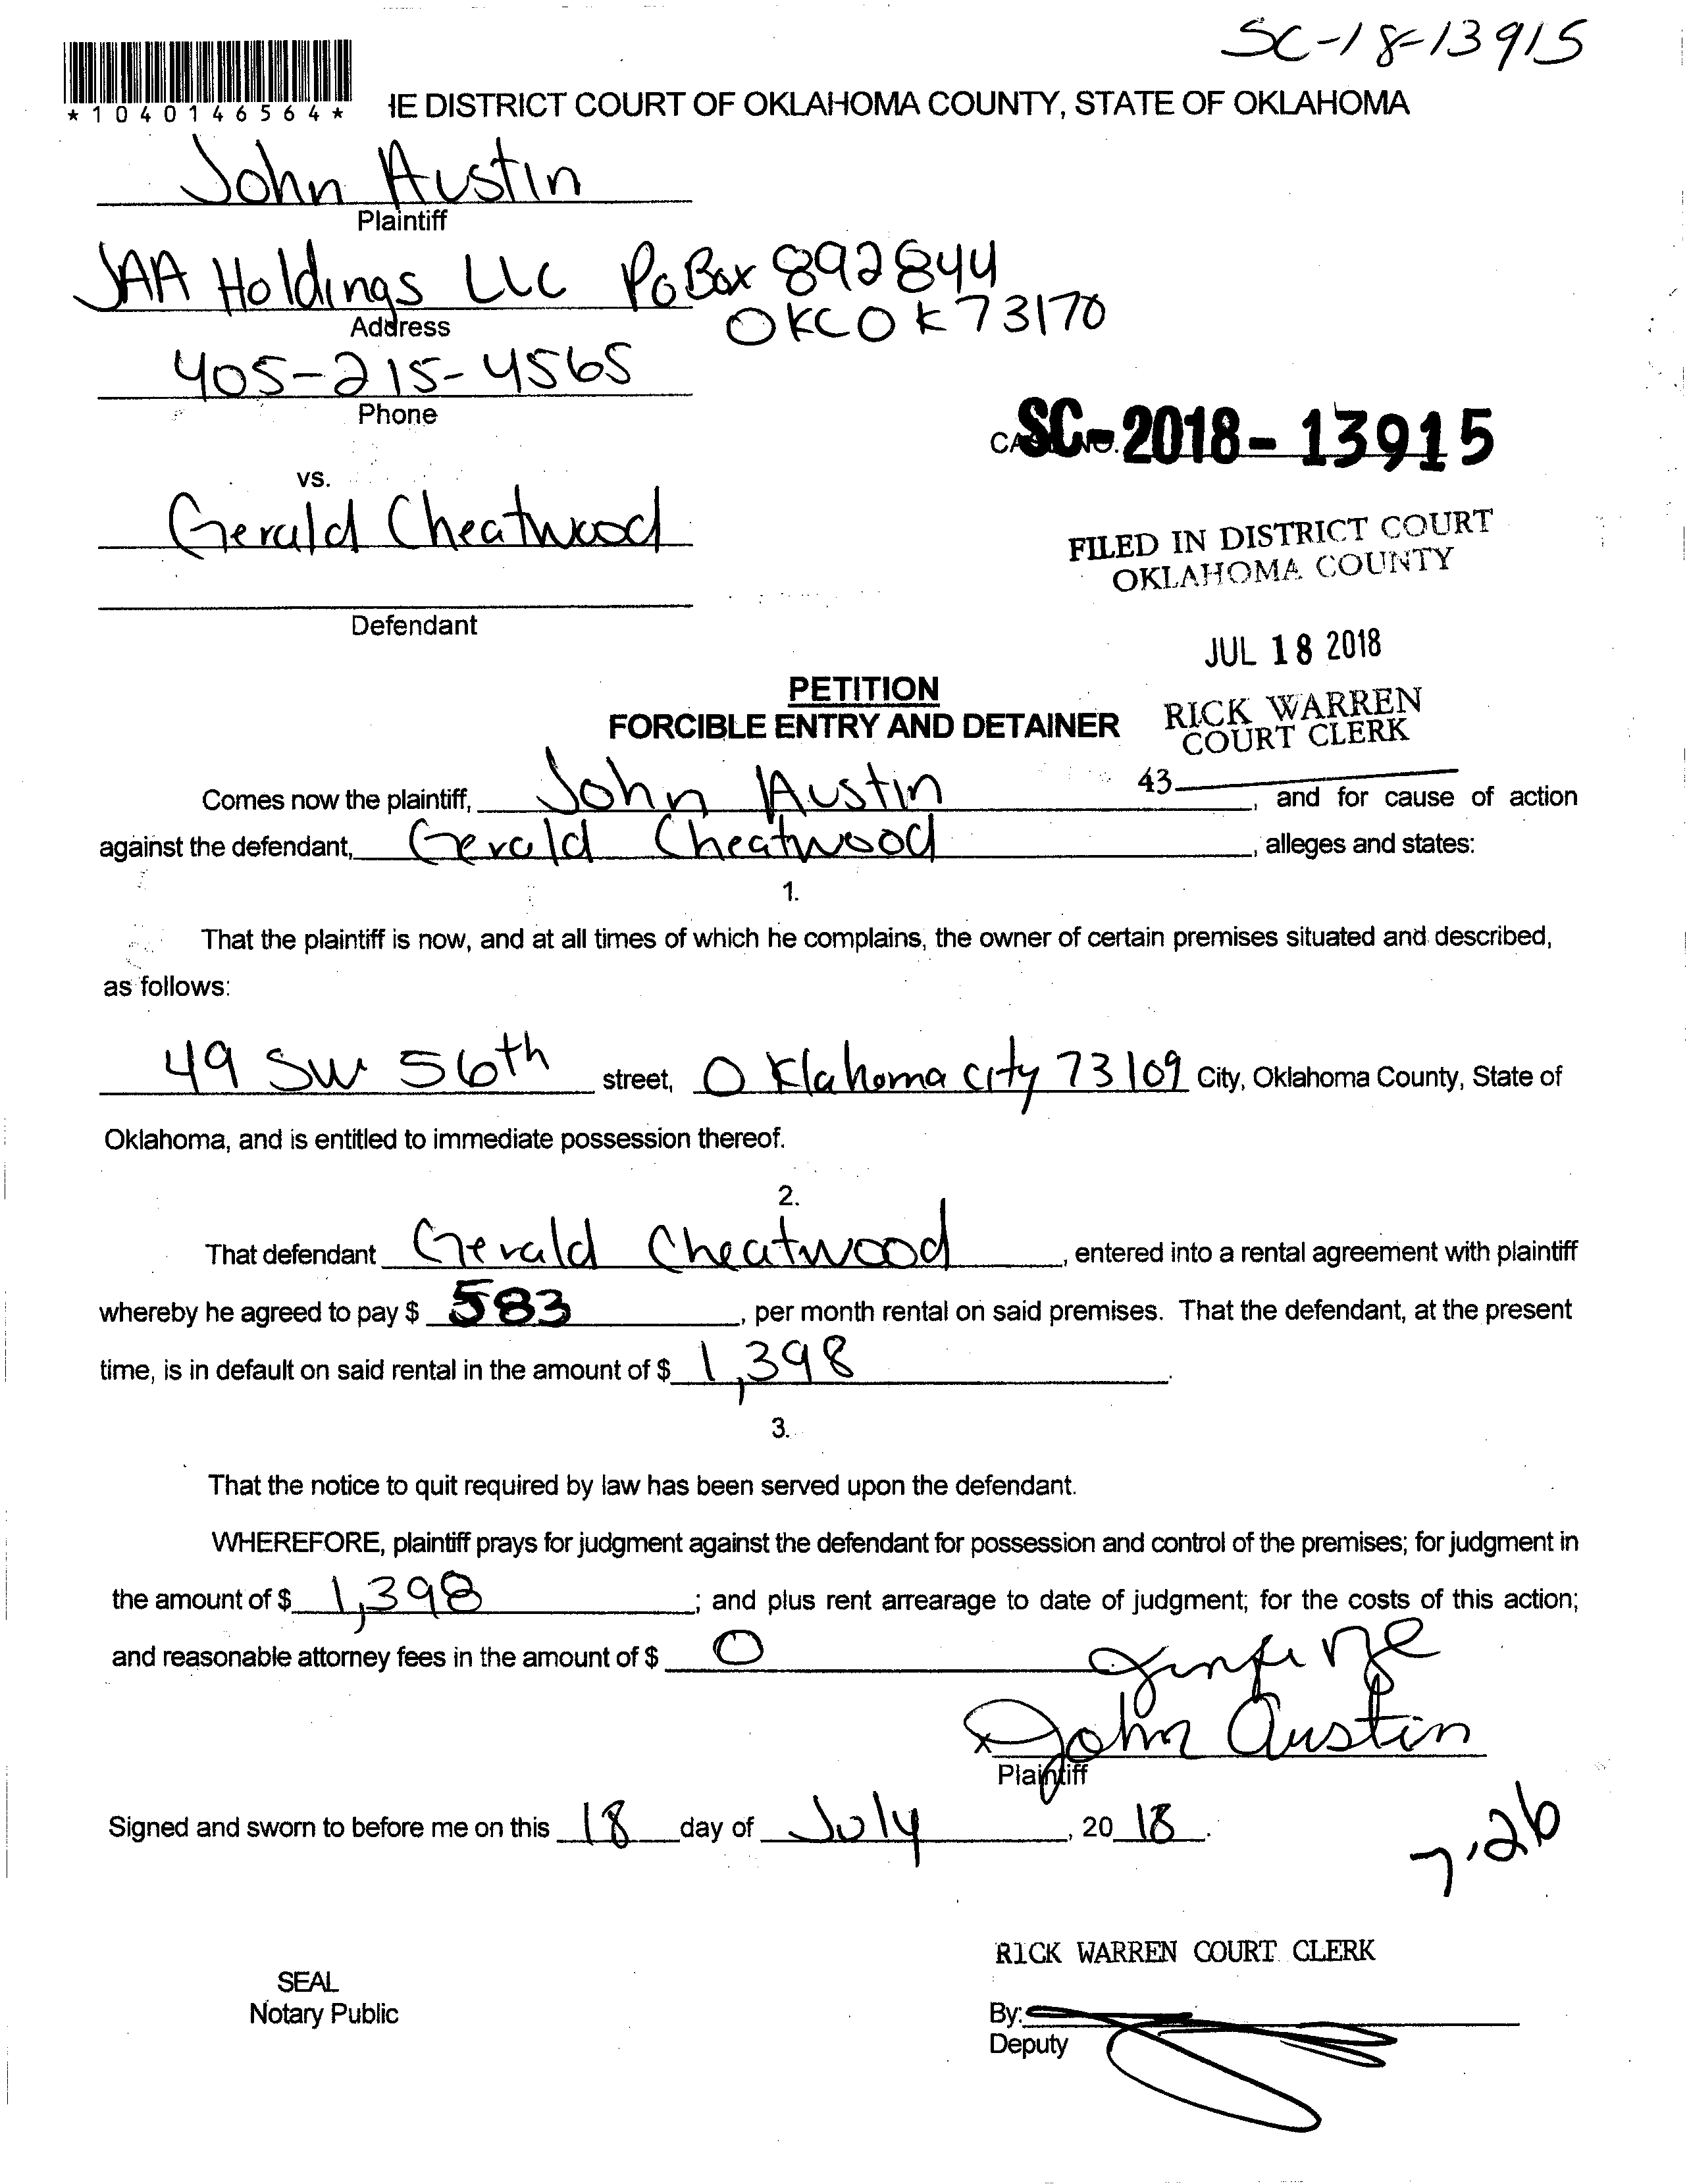 SC-18-13915
*1040146564*
HE DISTRICT COURT OF OKLAHOMA COUNTY, STATE OF OKLAHOMA
John Austin
Plaintiff
JAA Holdings LLC PO Box 892844
OKC OK 73170
Address
405-215-4565
Phone
SC-2018-13915
vs.
Gerald Cheatwood
FILED IN DISTRICT COURT
OKLAHOMA COUNTY
Defendant
JUL 18 2018
PETITION
FORCIBLE ENTRY AND DETAINER
RICK WARREN
COURT CLERK
43
Comes now the plaintiff, John Austin, and for cause of action
against the defendant, Gerald Cheatwood, alleges and states:
1.
That the plaintiff is now, and at all times of which he complains, the owner of certain premises situated and described,
as follows:
49 SW 56th street, Oklahoma city 73109 City, Oklahoma County, State of
Oklahoma, and is entitled to immediate possession thereof.
2.
That defendant Gerald Cheatwood, entered into a rental agreement with plaintiff
whereby he agreed to pay $ 583, per month rental on said premises. That the defendant, at the present
time, is in default on said rental in the amount of $ 1,398.
3.
That the notice to quit required by law has been served upon the defendant.
WHEREFORE, plaintiff prays for judgment against the defendant for possession and control of the premises; for judgment in
the amount of $ 1,398; and plus rent arrearage to date of judgment; for the costs of this action;
and reasonable attorney fees in the amount of $ 0
x John Austin
Plaintiff
Signed and sworn to before me on this 18 day of July, 20 18.
7.26
RICK WARREN COURT CLERK
SEAL
Notary Public
By:
Deputy